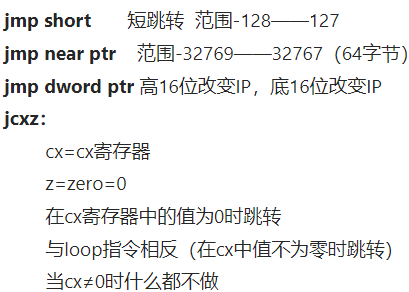 jmp short 短跳转 范围-128——127
jmp near ptr 范围-32769——32767（64字节）
jmp dword ptr 高16位改变IP，底16位改变IP
jcxz：
cx=cx寄存器
z=zero=0
在cx寄存器中的值为0时跳转
与loop指令相反（在cx中值不为零时跳转）
当cx≠0时什么都不做